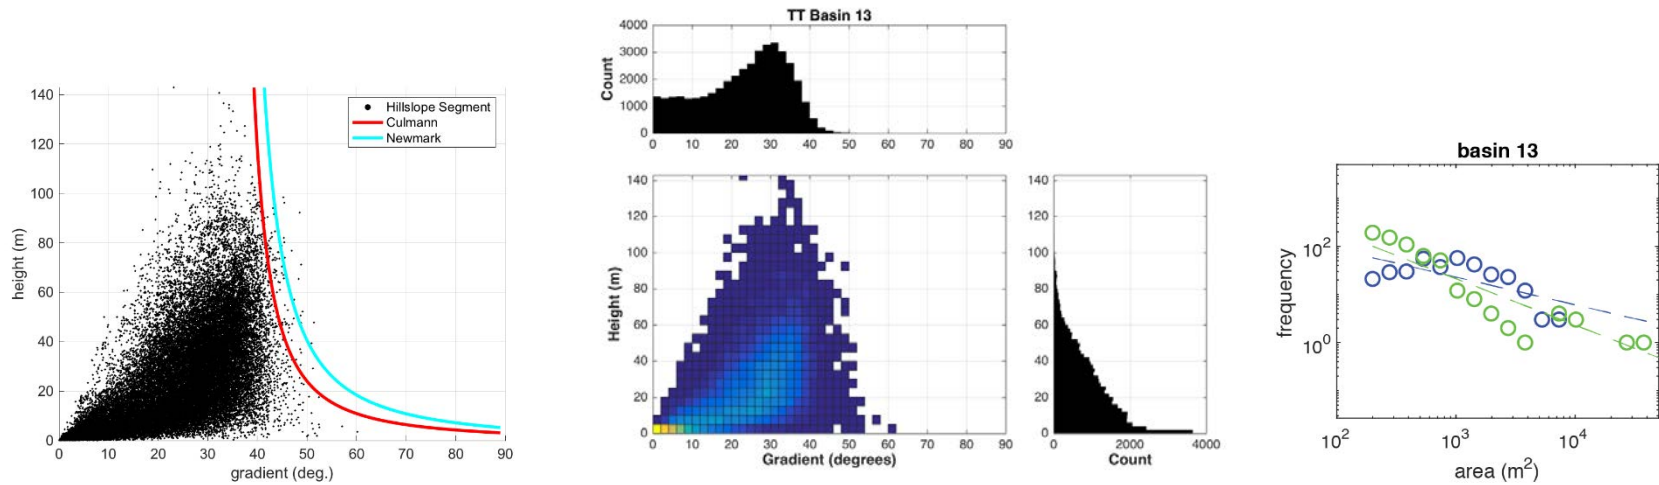 140
120
100
80
60
40
20
0
height (m)
0 10 20 30 40 50 60 70 80 90
gradient (deg.)
Hillslope Segment
Culmann
Newmark
TT Basin 13
4000
3000
2000
1000
0
Count
0 10 20 30 40 50 60 70 80 90
140
120
100
80
60
40
20
0
Height (m)
0 10 20 30 40 50 60 70 80 90
Gradient (degrees)
140
120
100
80
60
40
20
0
0 2000 4000
Count
basin 13
10²
10⁰
frequency
10² 10³ 10⁴
area (m²)